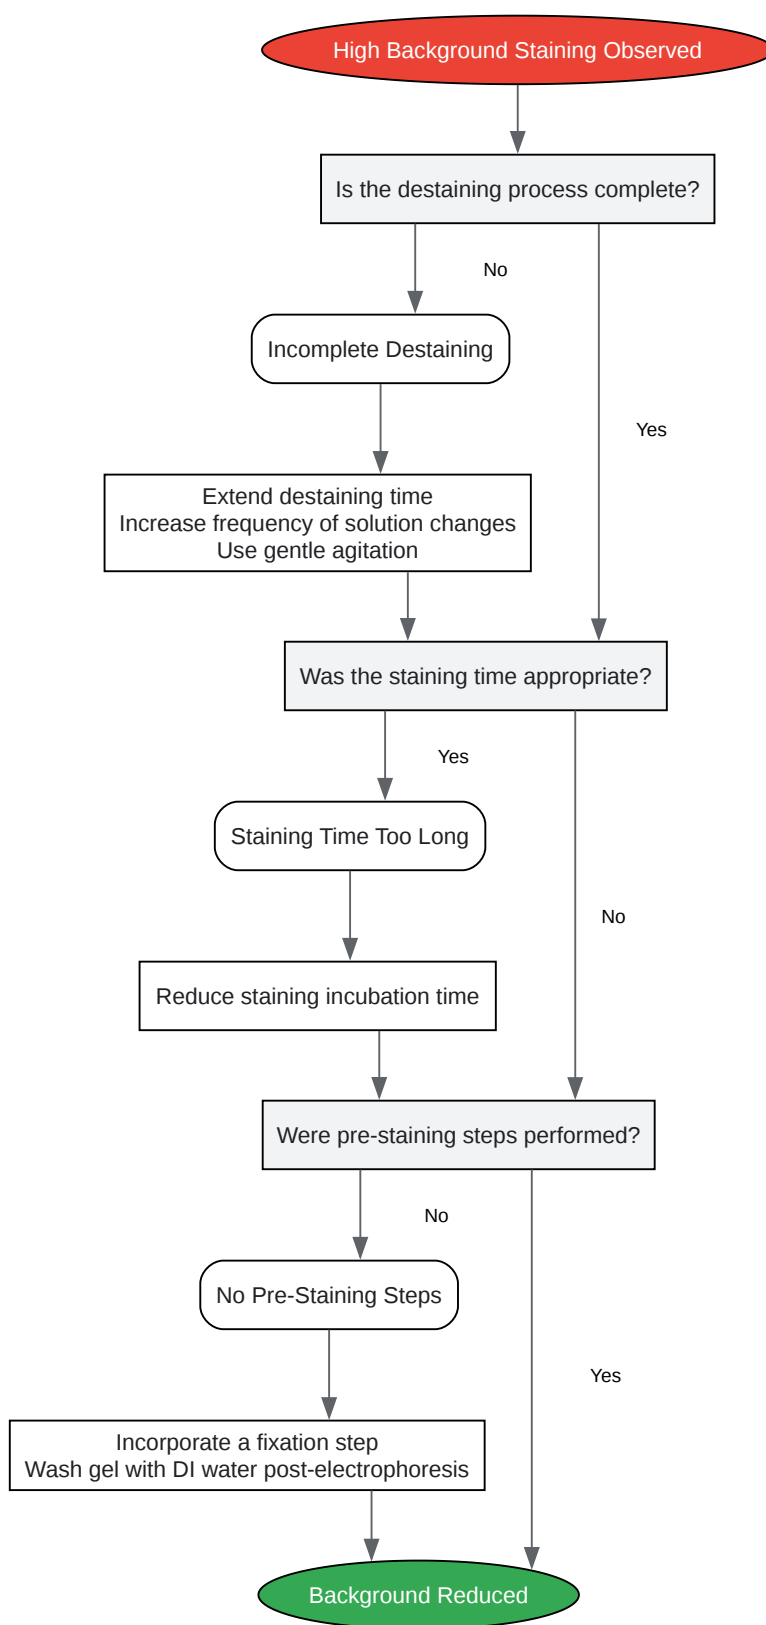 High Background Staining Observed
Is the destaining process complete?
No
Incomplete Destaining
Yes
Extend destaining time
Increase frequency of solution changes
Use gentle agitation
Was the staining time appropriate?
Yes
Staining Time Too Long
No
Reduce staining incubation time
Were pre-staining steps performed?
No
No Pre-Staining Steps
Yes
Incorporate a fixation step
Wash gel with DI water post-electrophoresis
Background Reduced